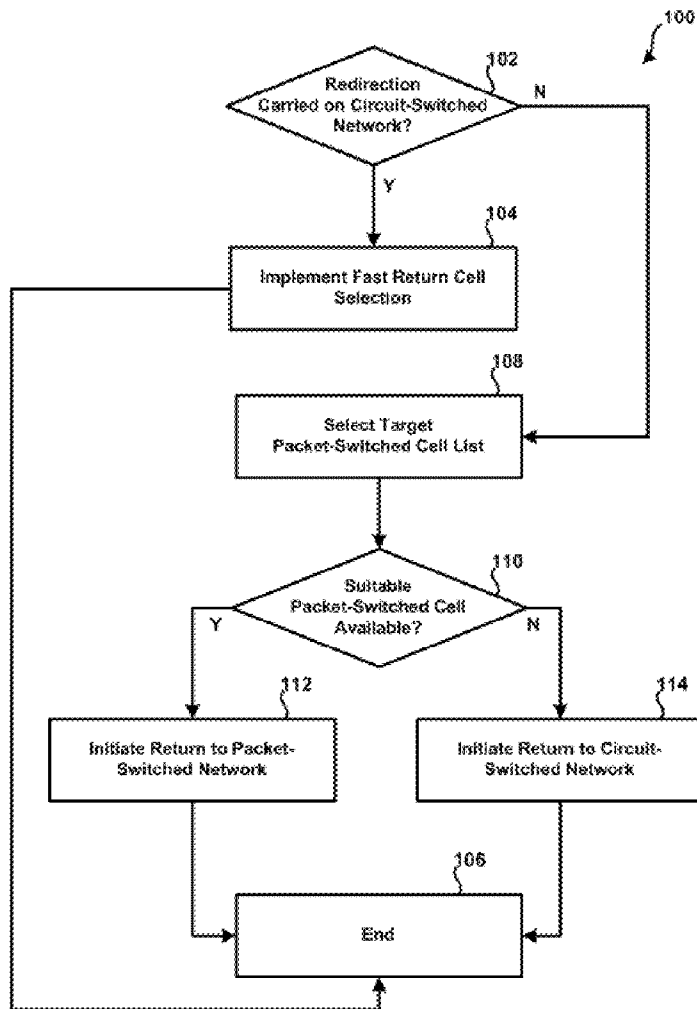 100
102
Redirection
Carried on Circuit-Switched
Network?
N
Y
104
Implement Fast Return Cell
Selection
108
Select Target
Packet-Switched Cell List
110
Suitable
Packet-Switched Cell
Available?
Y
N
112
Initiate Return to Packet-
Switched Network
114
Initiate Return to Circuit-
Switched Network
106
End